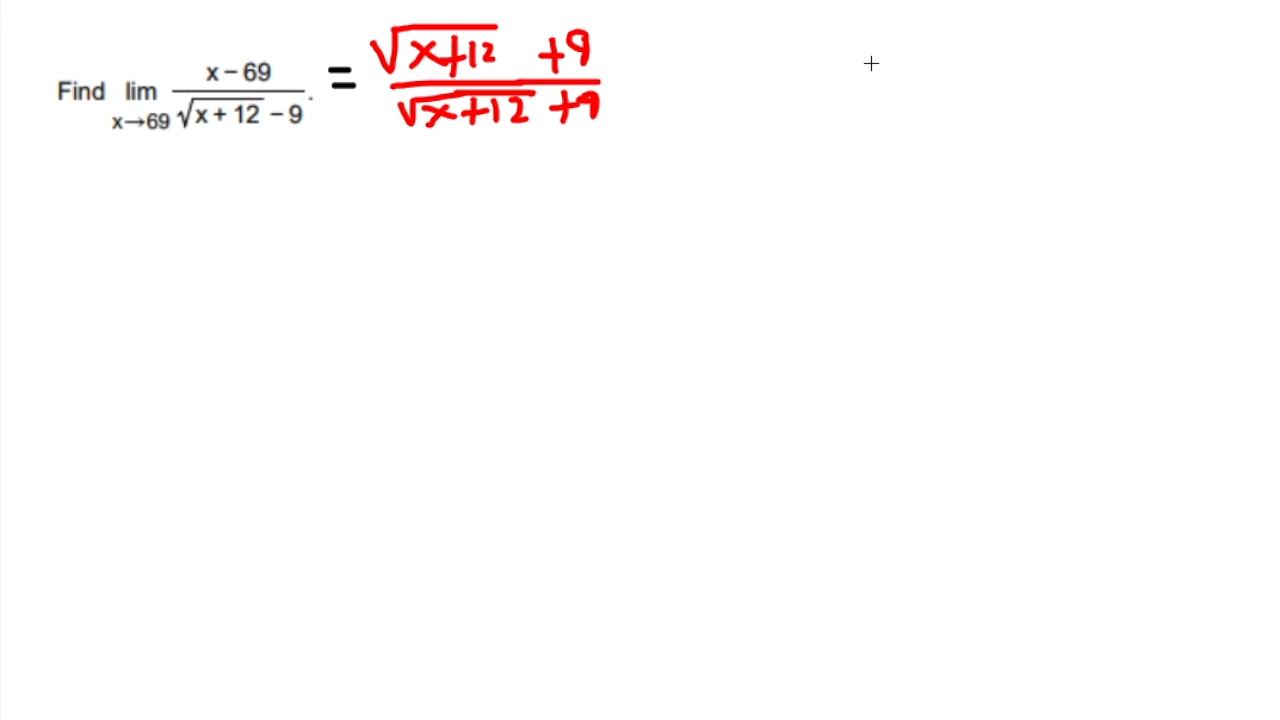 Find lim x→69 (x − 69)/(√(x + 12) − 9). = (√(x+12) +9)/(√(x+12) +9)